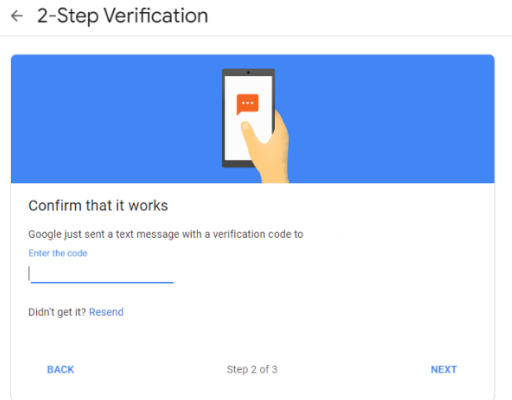 2-Step Verification
Confirm that it works
Google just sent a text message with a verification code to
Enter the code
Didn't get it? Resend
BACK Step 2 of 3 NEXT